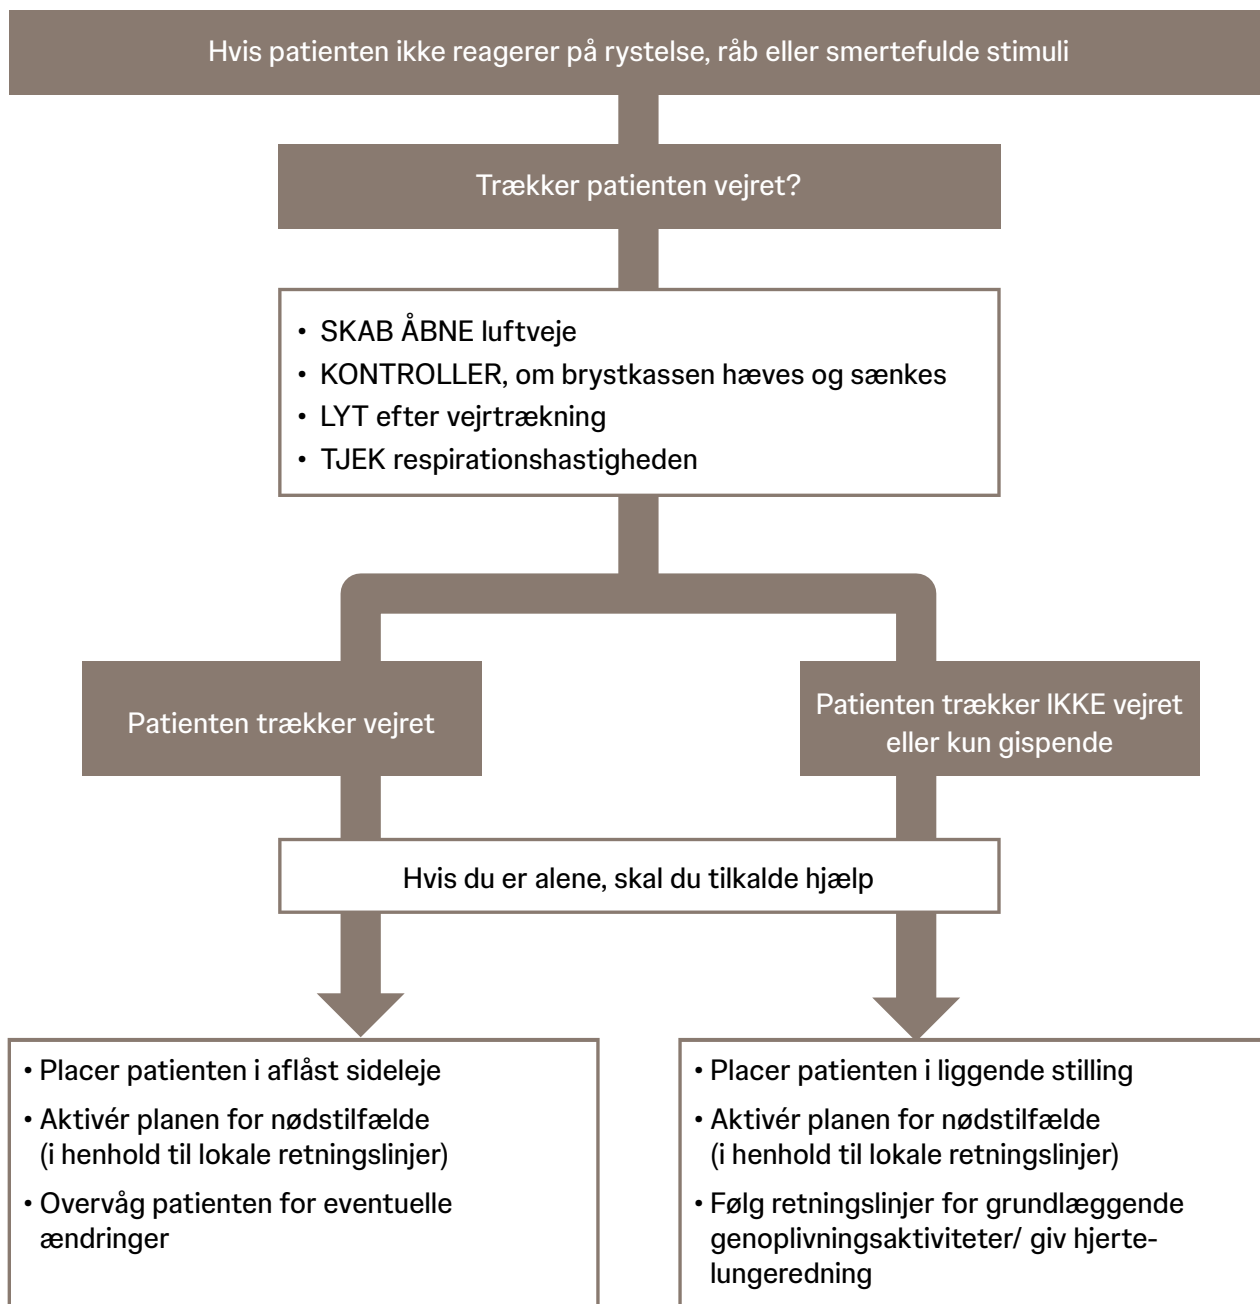 Hvis patienten ikke reagerer på rystelse, råb eller smertefulde stimuli
Trækker patienten vejret?
• SKAB ÅBNE luftveje
• KONTROLLER, om brystkassen hæves og sænkes
• LYT efter vejrtrækning
• TJEK respirationshastigheden
Patienten trækker vejret
Patienten trækker IKKE vejret
eller kun gispende
Hvis du er alene, skal du tilkalde hjælp
• Placer patienten i aflåst sideleje
• Aktivér planen for nødstilfælde
(i henhold til lokale retningslinjer)
• Overvåg patienten for eventuelle
ændringer
• Placer patienten i liggende stilling
• Aktivér planen for nødstilfælde
(i henhold til lokale retningslinjer)
• Følg retningslinjer for grundlæggende
genoplivningsaktiviteter/ giv hjerte-
lungeredning